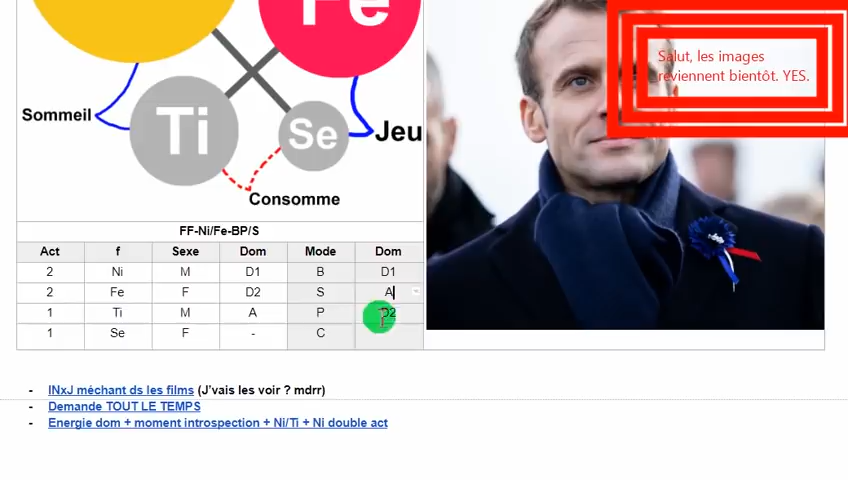 Fe
Salut, les images
reviennent bientôt. YES.
Sommeil
Ti
Se
Jeu
Consomme
FF-Ni/Fe-BP/S
Act f Sexe Dom Mode Dom
2 Ni M D1 B D1
2 Fe F D2 S A
1 Ti M A P D2
1 Se F - C
- INxJ méchant ds les films (J'vais les voir ? mdrr)
- Demande TOUT LE TEMPS
- Energie dom + moment introspection + Ni/Ti + Ni double act